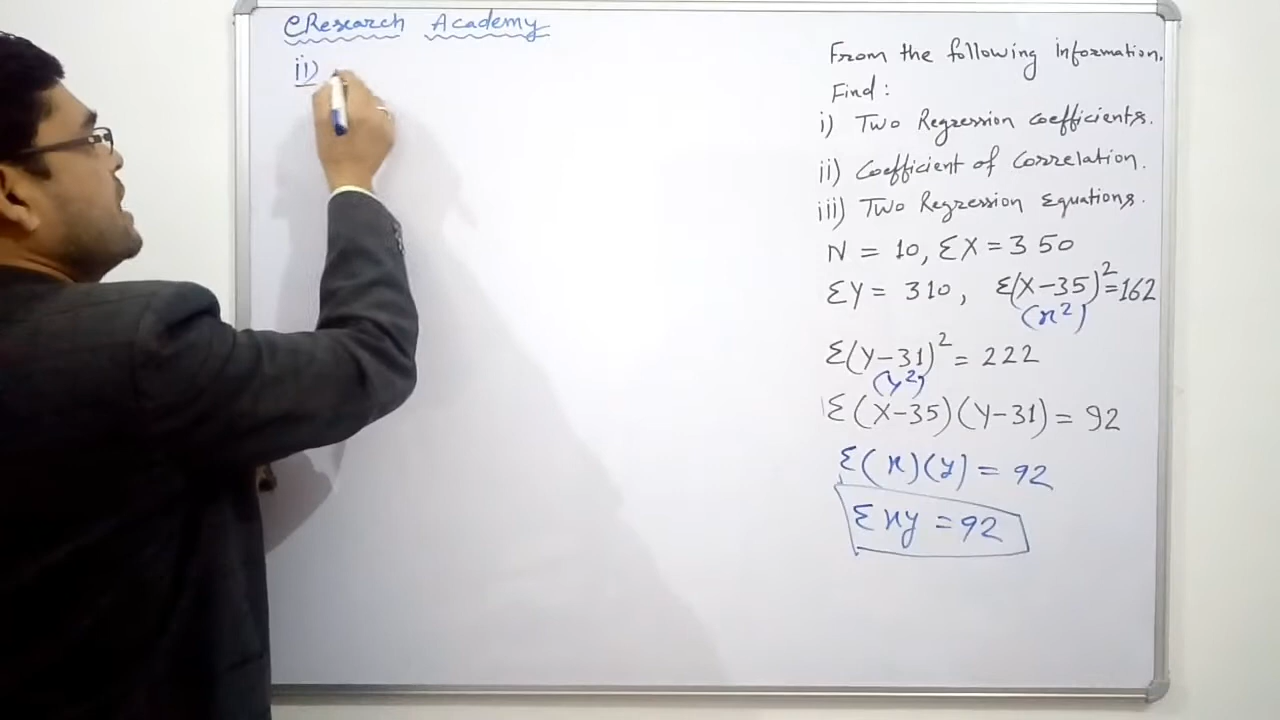 eResearch Academy
ii)
From the following information.
Find :
i) Two Regression coefficients.
ii) Coefficient of Correlation.
iii) Two Regression Equations.
N = 10, ΣX = 350
ΣY = 310, Σ(X-35)²=162
(x²)
Σ(Y-31)² = 222
(y²)
Σ(X-35)(Y-31) = 92
Σ(x)(y) = 92
Σxy = 92